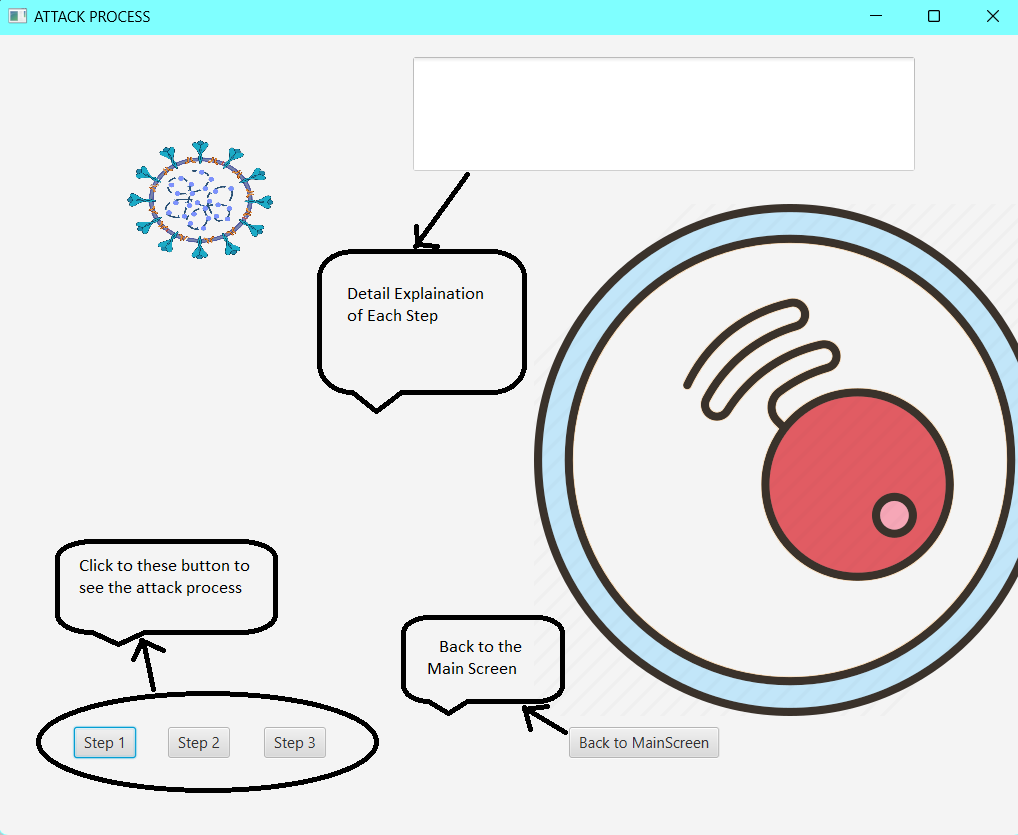 ATTACK PROCESS
Detail Explaination
of Each Step
Click to these button to
see the attack process
Back to the
Main Screen
Step 1
Step 2
Step 3
Back to MainScreen